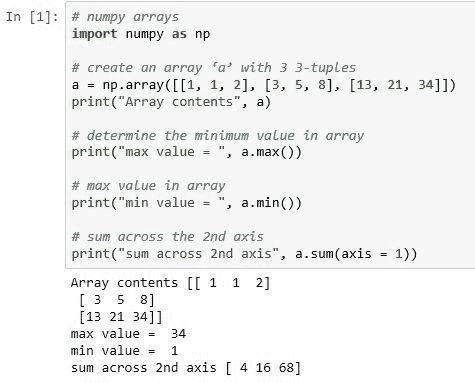 In [1]: # numpy arrays
import numpy as np
# create an array ‘a’ with 3 3-tuples
a = np.array([[1, 1, 2], [3, 5, 8], [13, 21, 34]])
print("Array contents", a)
# determine the minimum value in array
print("max value = ", a.max())
# max value in array
print("min value = ", a.min())
# sum across the 2nd axis
print("sum across 2nd axis", a.sum(axis = 1))
Array contents [[ 1  1  2]
 [ 3  5  8]
 [13 21 34]]
max value =  34
min value =  1
sum across 2nd axis [ 4 16 68]